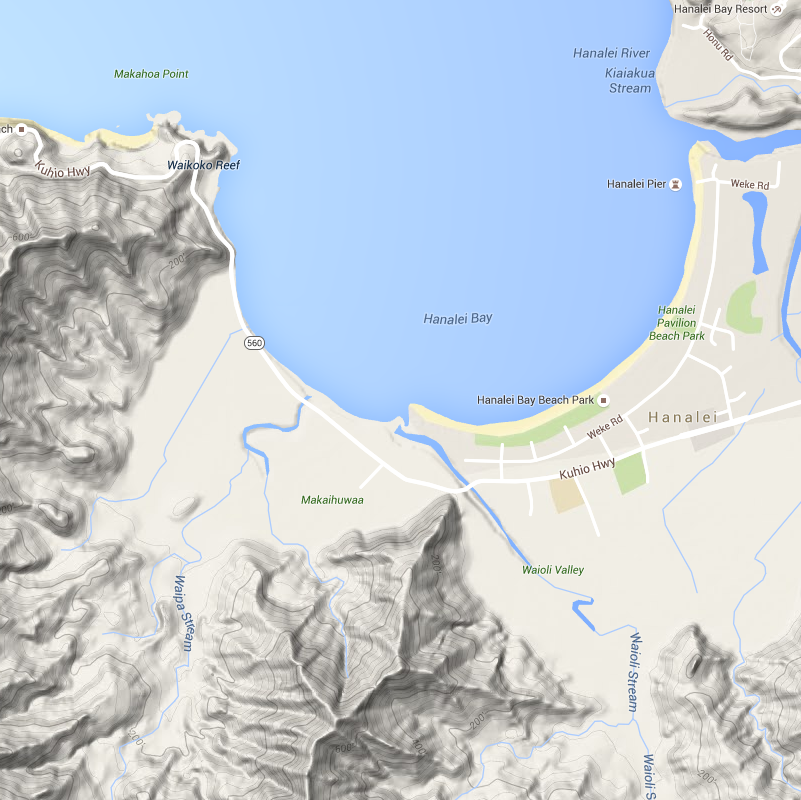 Hanalei Bay Resort
Honu Rd
Hanalei River
Kiaiakua
Stream
Makahoa Point
ch
Kuhio Hwy
Waikoko Reef
Hanalei Pier
Weke Rd
600
200
Hanalei Bay
Hanalei
Pavilion
Beach Park
560
Hanalei Bay Beach Park
Weke Rd
Hanalei
Kuhio Hwy
Makaihuwaa
200
Waioli Valley
Waipa Stream
Waioli Stream
200
200
600
200
Waioli S